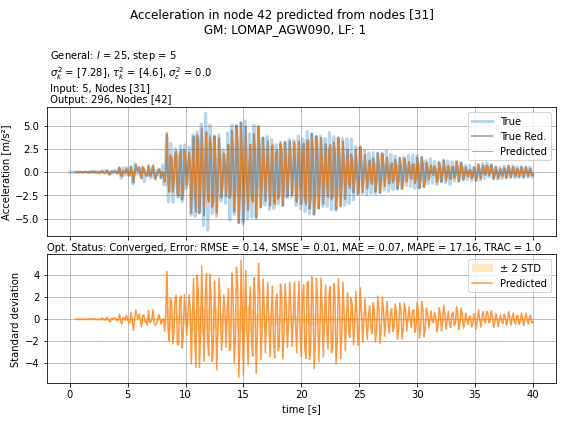 Acceleration in node 42 predicted from nodes [31]
GM: LOMAP_AGW090, LF: 1
General: l = 25, step = 5
σ²ₖ = [7.28], τ²ₖ = [4.6], σ²ε = 0.0
Input: 5, Nodes [31]
Output: 296, Nodes [42]
Acceleration [m/s²]
5.0
2.5
0.0
−2.5
−5.0
True
True Red.
Predicted
Opt. Status: Converged, Error: RMSE = 0.14, SMSE = 0.01, MAE = 0.07, MAPE = 17.16, TRAC = 1.0
Standard deviation
4
2
0
−2
−4
± 2 STD
Predicted
0 5 10 15 20 25 30 35 40
time [s]